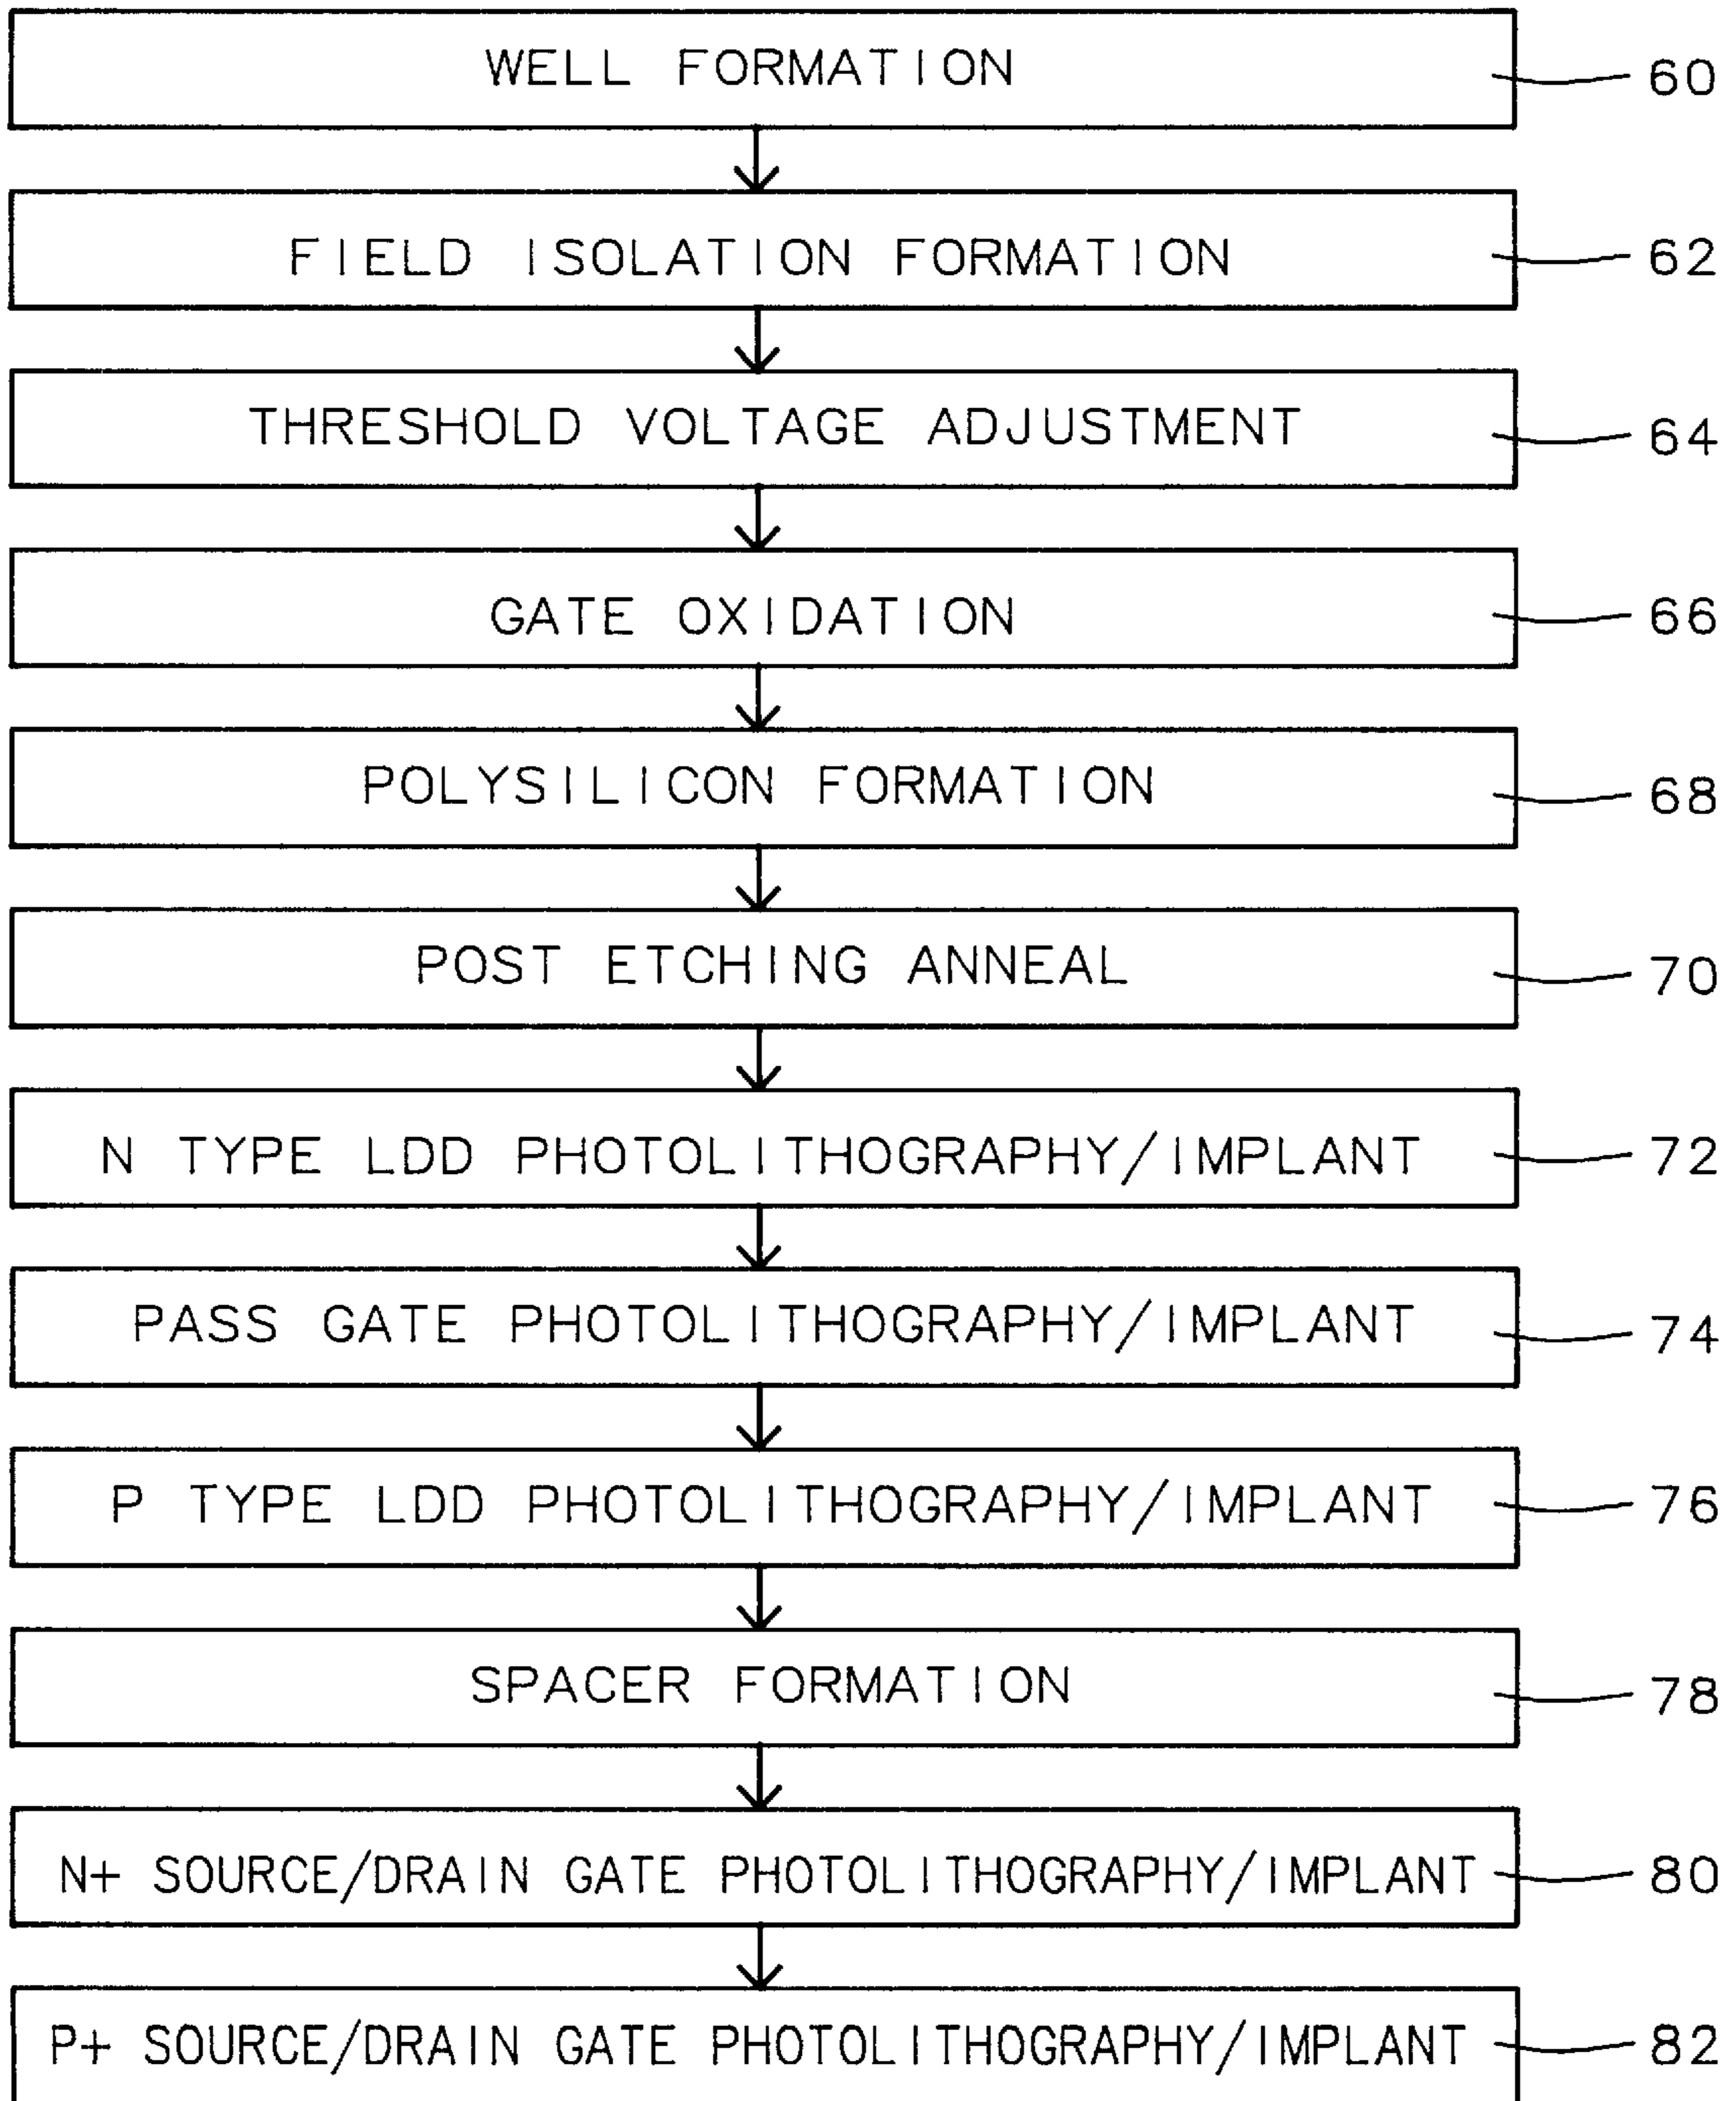 WELL FORMATION 60
FIELD ISOLATION FORMATION 62
THRESHOLD VOLTAGE ADJUSTMENT 64
GATE OXIDATION 66
POLYSILICON FORMATION 68
POST ETCHING ANNEAL 70
N TYPE LDD PHOTOLITHOGRAPHY/IMPLANT 72
PASS GATE PHOTOLITHOGRAPHY/IMPLANT 74
P TYPE LDD PHOTOLITHOGRAPHY/IMPLANT 76
SPACER FORMATION 78
N+ SOURCE/DRAIN GATE PHOTOLITHOGRAPHY/IMPLANT 80
P+ SOURCE/DRAIN GATE PHOTOLITHOGRAPHY/IMPLANT 82